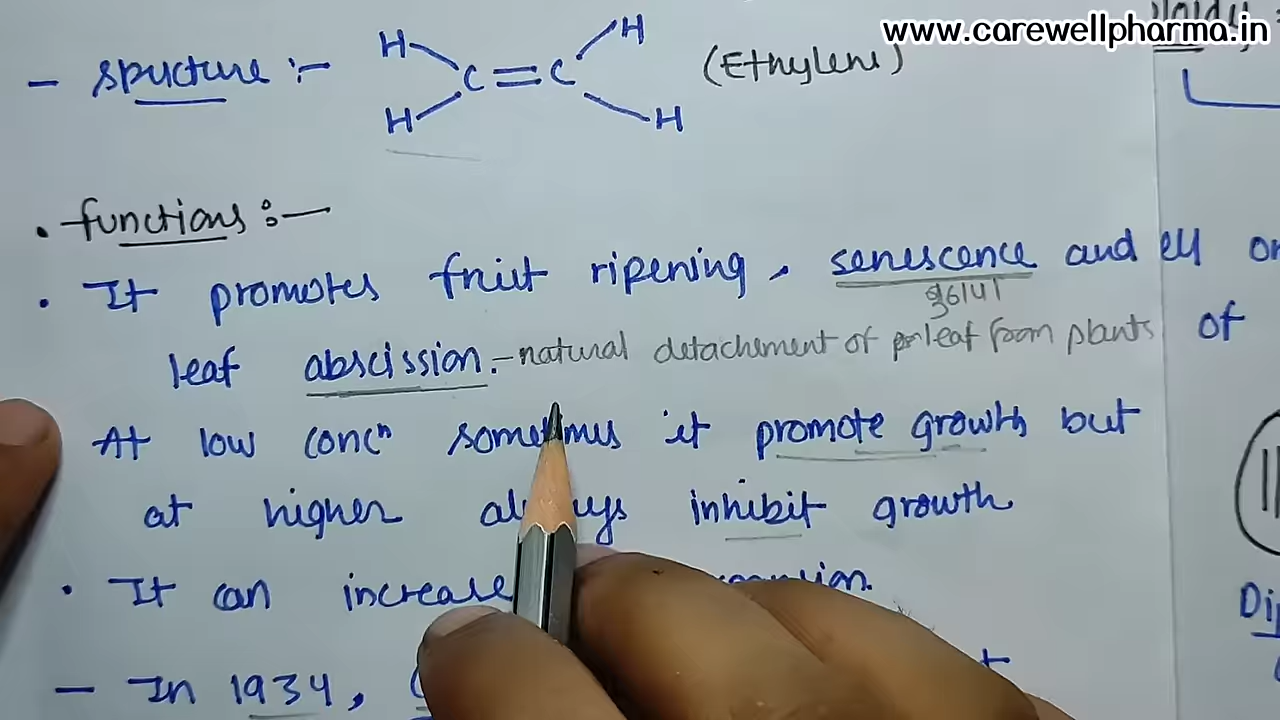 www.carewellpharma.in
- structure :-
H H
C = C
H H
(Ethylene)
• functions :-
• It promotes fruit ripening, senescence and
leaf abscission. - natural detachement of leaf from plants
At low concn sometimes it promote growth but
at higher always inhibit growth
• It can increase
- In 1934,
of